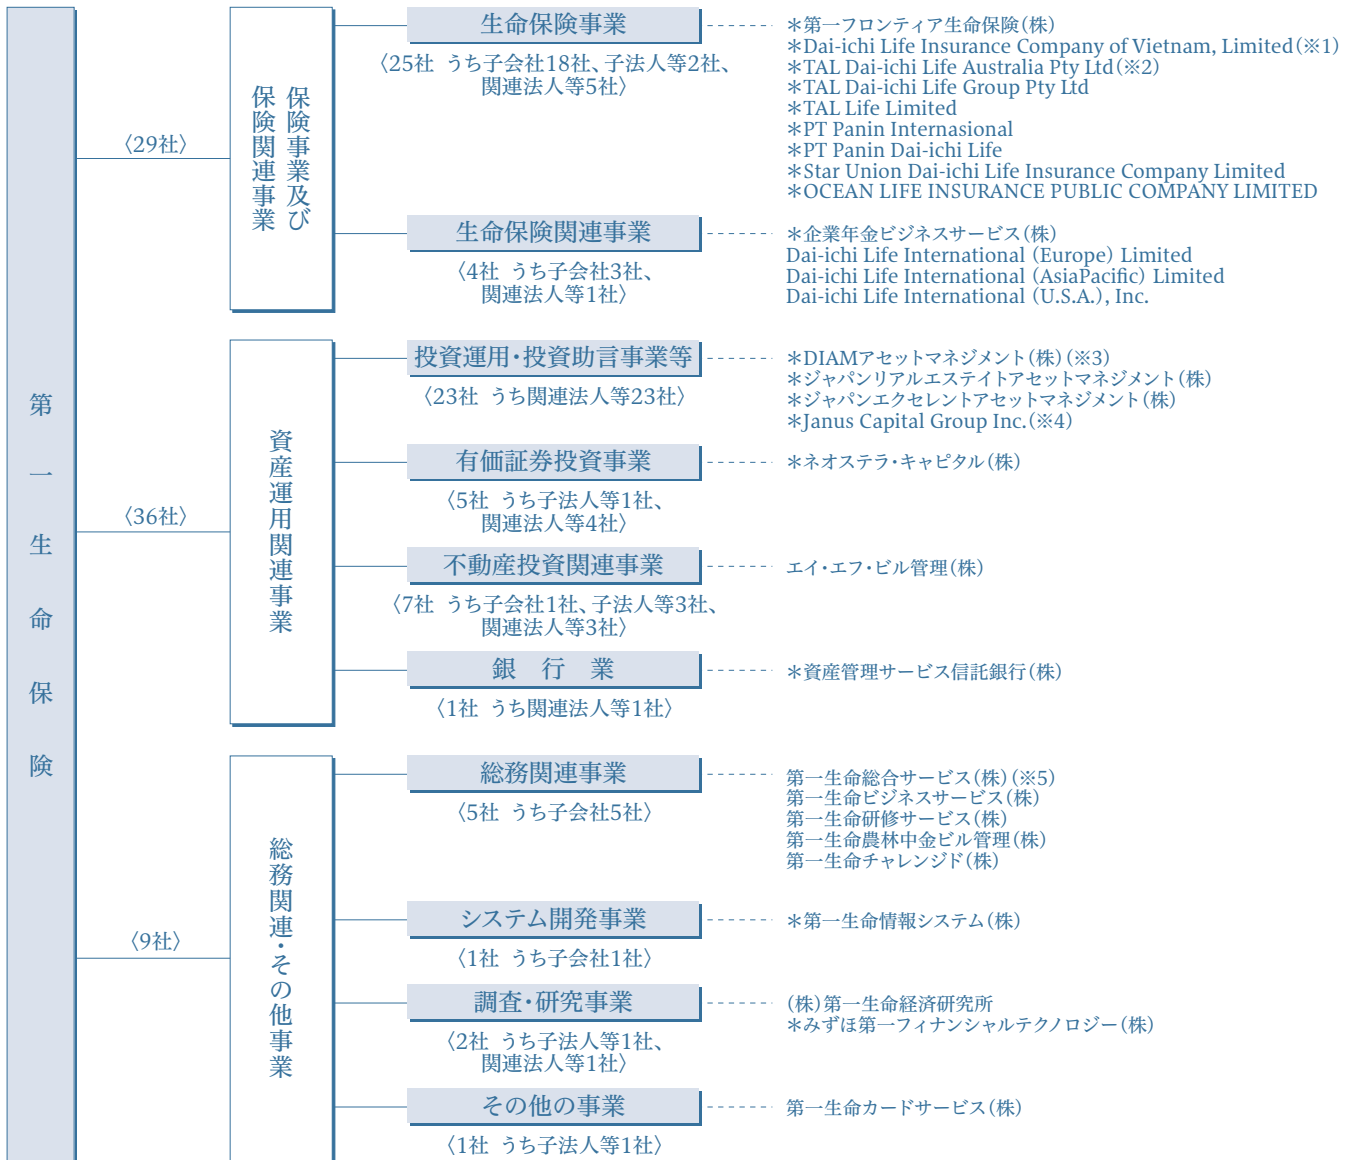 第一生命保険
〈29社〉
保険事業及び
保険関連事業
生命保険事業
〈25社 うち子会社18社、子法人等2社、
関連法人等5社〉
＊第一フロンティア生命保険(株)
＊Dai-ichi Life Insurance Company of Vietnam, Limited(※1)
＊TAL Dai-ichi Life Australia Pty Ltd(※2)
＊TAL Dai-ichi Life Group Pty Ltd
＊TAL Life Limited
＊PT Panin Internasional
＊PT Panin Dai-ichi Life
＊Star Union Dai-ichi Life Insurance Company Limited
＊OCEAN LIFE INSURANCE PUBLIC COMPANY LIMITED
生命保険関連事業
〈4社 うち子会社3社、
関連法人等1社〉
＊企業年金ビジネスサービス(株)
Dai-ichi Life International (Europe) Limited
Dai-ichi Life International (AsiaPacific) Limited
Dai-ichi Life International (U.S.A.), Inc.
〈36社〉
資産運用関連事業
投資運用・投資助言事業等
〈23社 うち関連法人等23社〉
＊DIAMアセットマネジメント(株)(※3)
＊ジャパンリアルエステイトアセットマネジメント(株)
＊ジャパンエクセレントアセットマネジメント(株)
＊Janus Capital Group Inc.(※4)
有価証券投資事業
〈5社 うち子法人等1社、
関連法人等4社〉
＊ネオステラ・キャピタル(株)
不動産投資関連事業
〈7社 うち子会社1社、子法人等3社、
関連法人等3社〉
エイ・エフ・ビル管理(株)
銀行業
〈1社 うち関連法人等1社〉
＊資産管理サービス信託銀行(株)
〈9社〉
総務関連・その他事業
総務関連事業
〈5社 うち子会社5社〉
第一生命総合サービス(株)(※5)
第一生命ビジネスサービス(株)
第一生命研修サービス(株)
第一生命農林中金ビル管理(株)
第一生命チャレンジド(株)
システム開発事業
〈1社 うち子会社1社〉
＊第一生命情報システム(株)
調査・研究事業
〈2社 うち子法人等1社、
関連法人等1社〉
(株)第一生命経済研究所
＊みずほ第一フィナンシャルテクノロジー(株)
その他の事業
〈1社 うち子法人等1社〉
第一生命カードサービス(株)